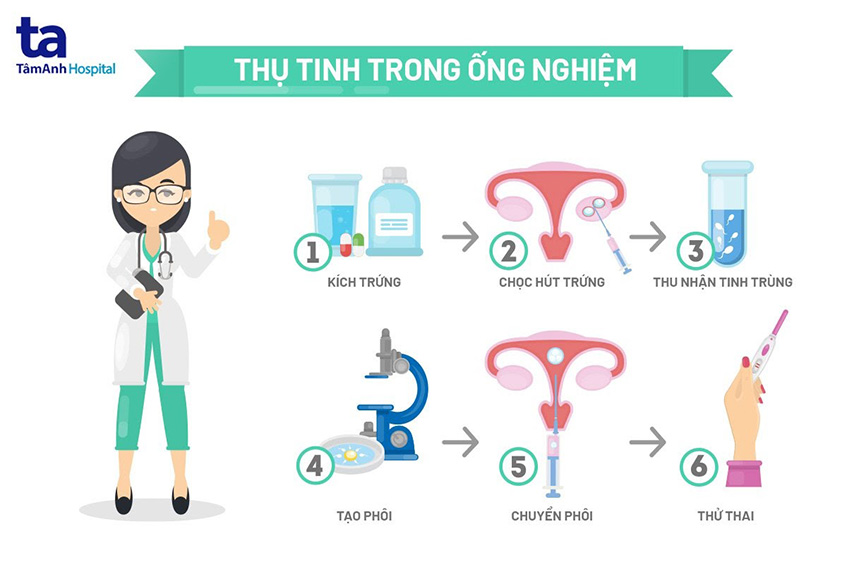 ta
TâmAnh Hospital
THỤ TINH TRONG ỐNG NGHIỆM
1
KÍCH TRỨNG
2
CHỌC HÚT TRỨNG
3
THU NHẬN TINH TRÙNG
4
TẠO PHÔI
5
CHUYỂN PHÔI
6
THỬ THAI